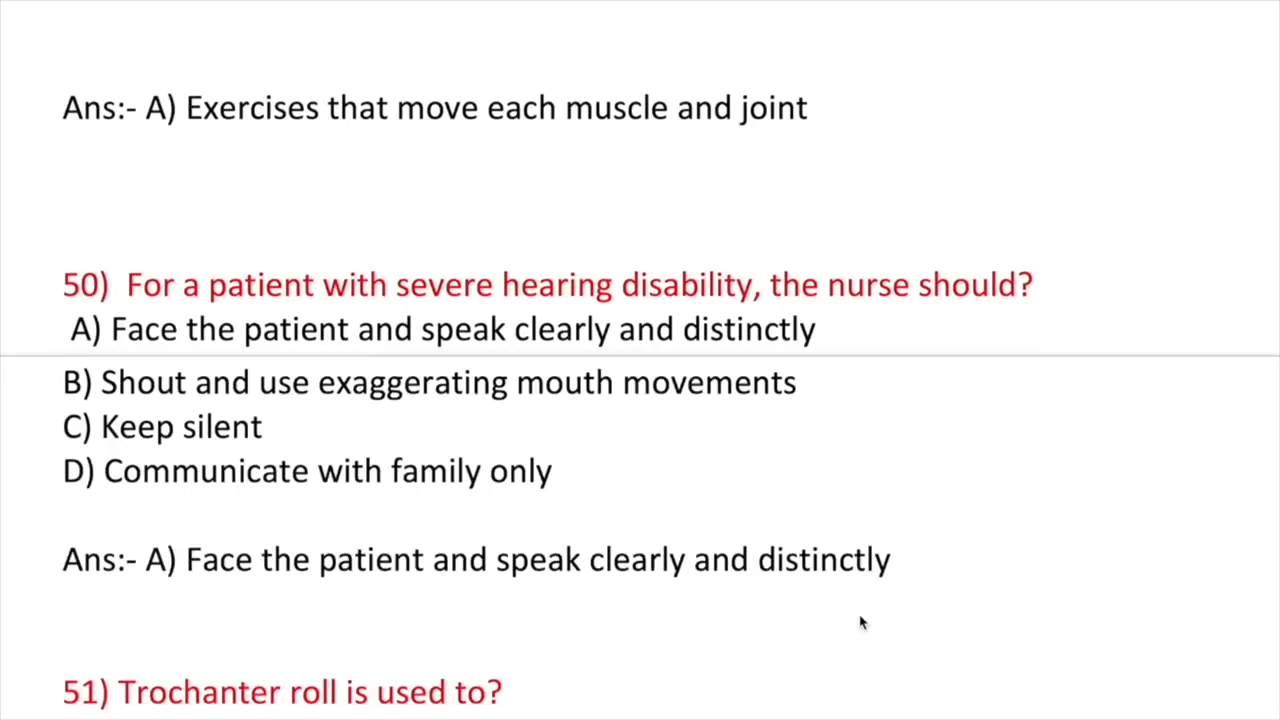 Ans:- A) Exercises that move each muscle and joint
50) For a patient with severe hearing disability, the nurse should?
A) Face the patient and speak clearly and distinctly
B) Shout and use exaggerating mouth movements
C) Keep silent
D) Communicate with family only
Ans:- A) Face the patient and speak clearly and distinctly
51) Trochanter roll is used to?